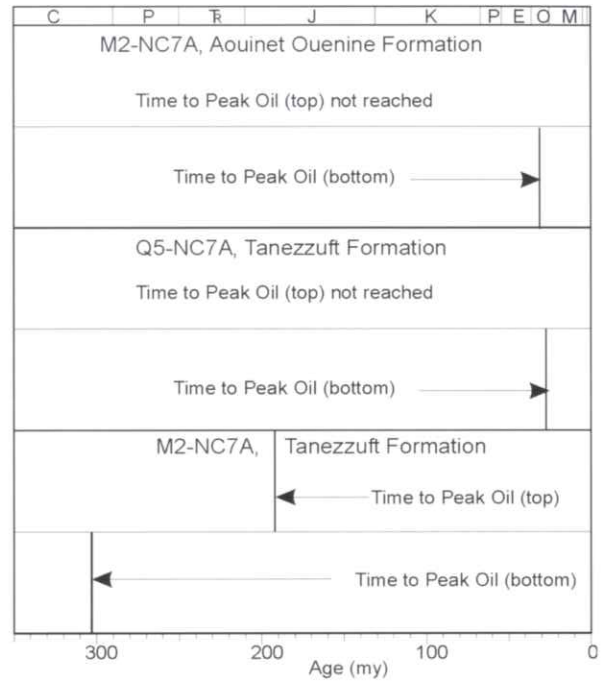 C P TR J K P E O M
M2-NC7A, Aouinet Ouenine Formation
Time to Peak Oil (top) not reached
Time to Peak Oil (bottom)
Q5-NC7A, Tanezzuft Formation
Time to Peak Oil (top) not reached
Time to Peak Oil (bottom)
M2-NC7A, Tanezzuft Formation
Time to Peak Oil (top)
Time to Peak Oil (bottom)
300 200 100 0
Age (my)